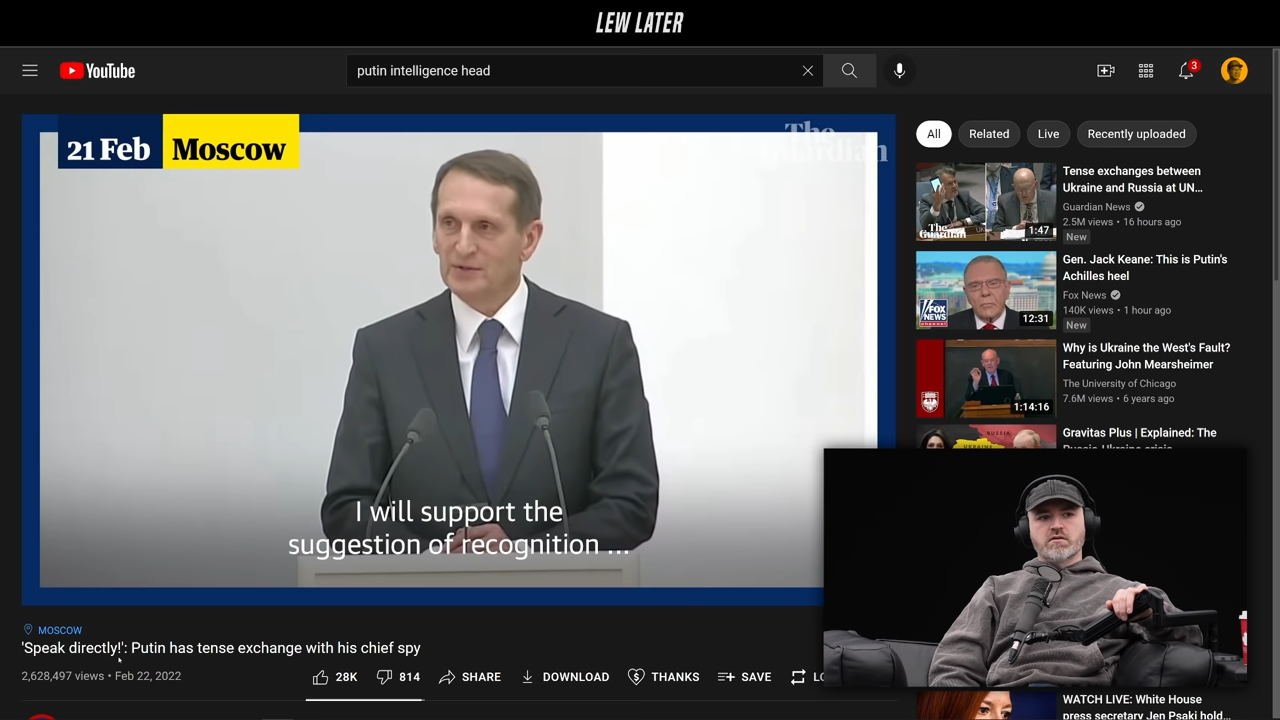 LEW LATER
YouTube
putin intelligence head
3
21 Feb Moscow
The
Guardian
I will support the
suggestion of recognition ...
MOSCOW
'Speak directly!': Putin has tense exchange with his chief spy
2,628,497 views • Feb 22, 2022
28K
814
SHARE
DOWNLOAD
THANKS
SAVE
All
Related
Live
Recently uploaded
The
Guardian
1:47
Tense exchanges between
Ukraine and Russia at UN…
Guardian News
2.5M views • 16 hours ago
New
FOX
NEWS
channel
12:31
Gen. Jack Keane: This is Putin's
Achilles heel
Fox News
140K views • 1 hour ago
New
1:14:16
Why is Ukraine the West's Fault?
Featuring John Mearsheimer
The University of Chicago
7.6M views • 6 years ago
RUSSIA
Gravitas Plus | Explained: The
WATCH LIVE: White House
press secretary Jen Psaki hold…